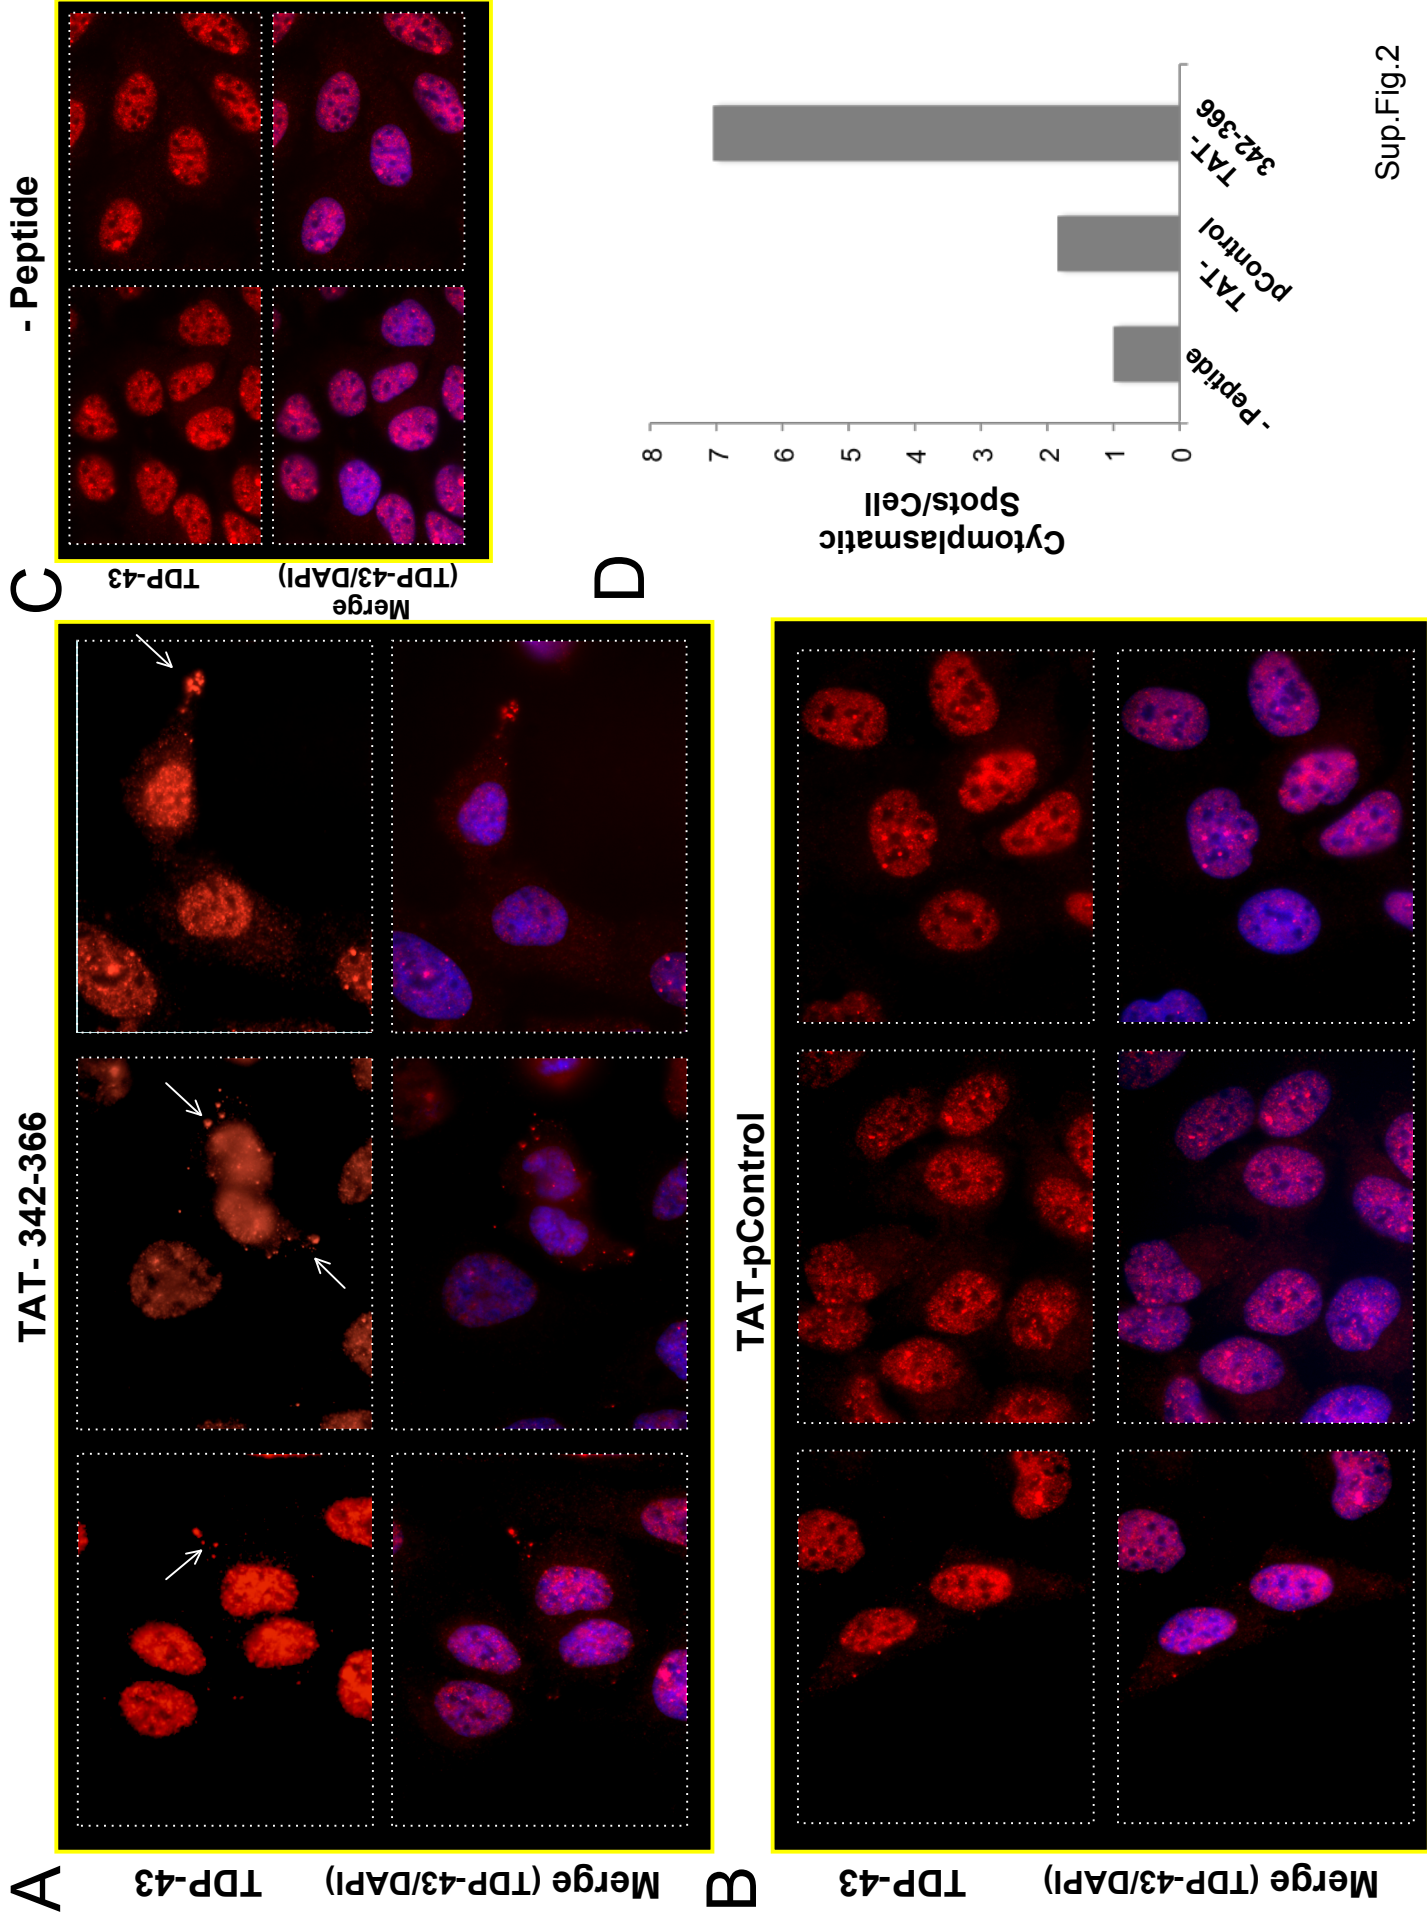 A
TAT- 342-366
TDP-43
Merge (TDP-43/DAPI)
B
TAT-pControl
TDP-43
Merge (TDP-43/DAPI)
C
- Peptide
TDP-43
Merge
(TDP-43/DAPI)
D
Cytomplasmatic
Spots/Cell
8
7
6
5
4
3
2
1
0
- Peptide
TAT-
pControl
TAT-
342-366
Sup.Fig.2